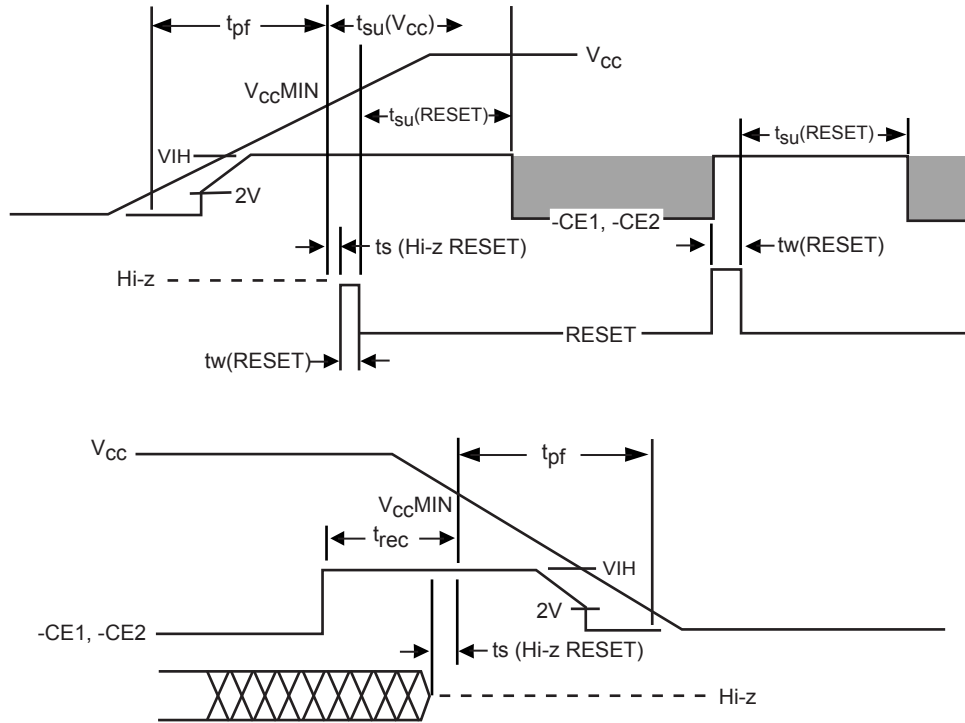 tpf
tsu(Vcc)
Vcc
VccMIN
tsu(RESET)
tsu(RESET)
VIH
2V
-CE1, -CE2
ts (Hi-z RESET)
tw(RESET)
Hi-z
RESET
tw(RESET)
Vcc
tpf
VccMIN
trec
VIH
2V
-CE1, -CE2
ts (Hi-z RESET)
Hi-z